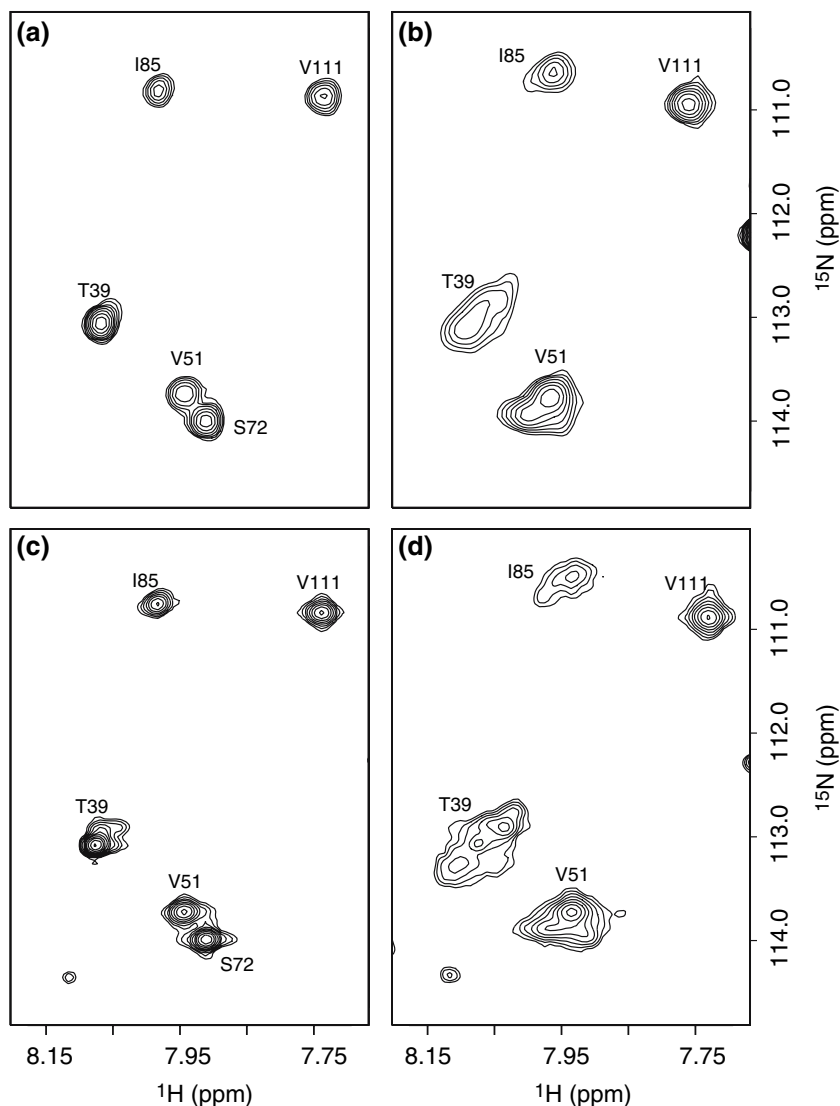 (a)
I85
V111
T39
V51
S72
(b)
I85
V111
T39
V51
111.0
112.0
113.0
114.0
15N (ppm)
(c)
I85
V111
T39
V51
S72
(d)
I85
V111
T39
V51
111.0
112.0
113.0
114.0
15N (ppm)
8.15 7.95 7.75
1H (ppm)
8.15 7.95 7.75
1H (ppm)